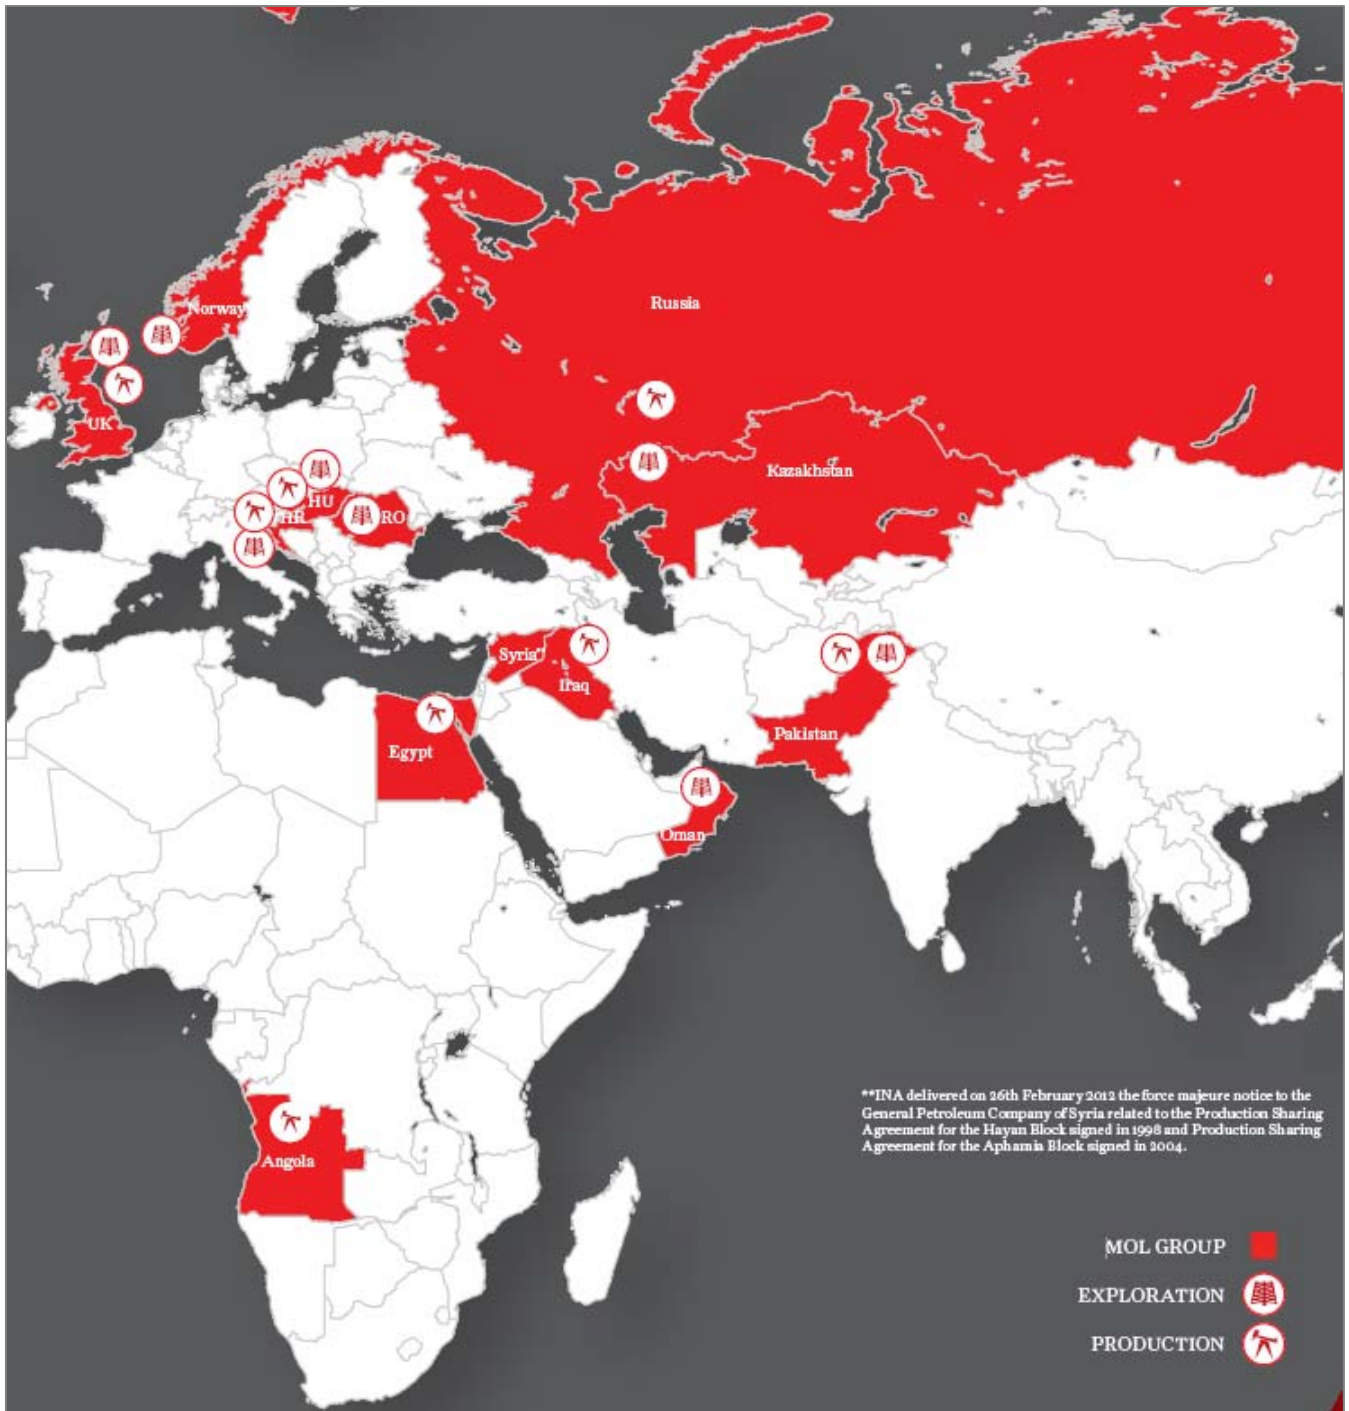 Norway
Russia
UK
Kazakhstan
HU
HR
RO
Syria**
Iraq
Pakistan
Egypt
Oman
Angola
**INA delivered on 26th February 2012 the force majeure notice to the
General Petroleum Company of Syria related to the Production Sharing
Agreement for the Hayan Block signed in 1998 and Production Sharing
Agreement for the Aphamia Block signed in 2004.
MOL GROUP
EXPLORATION
PRODUCTION